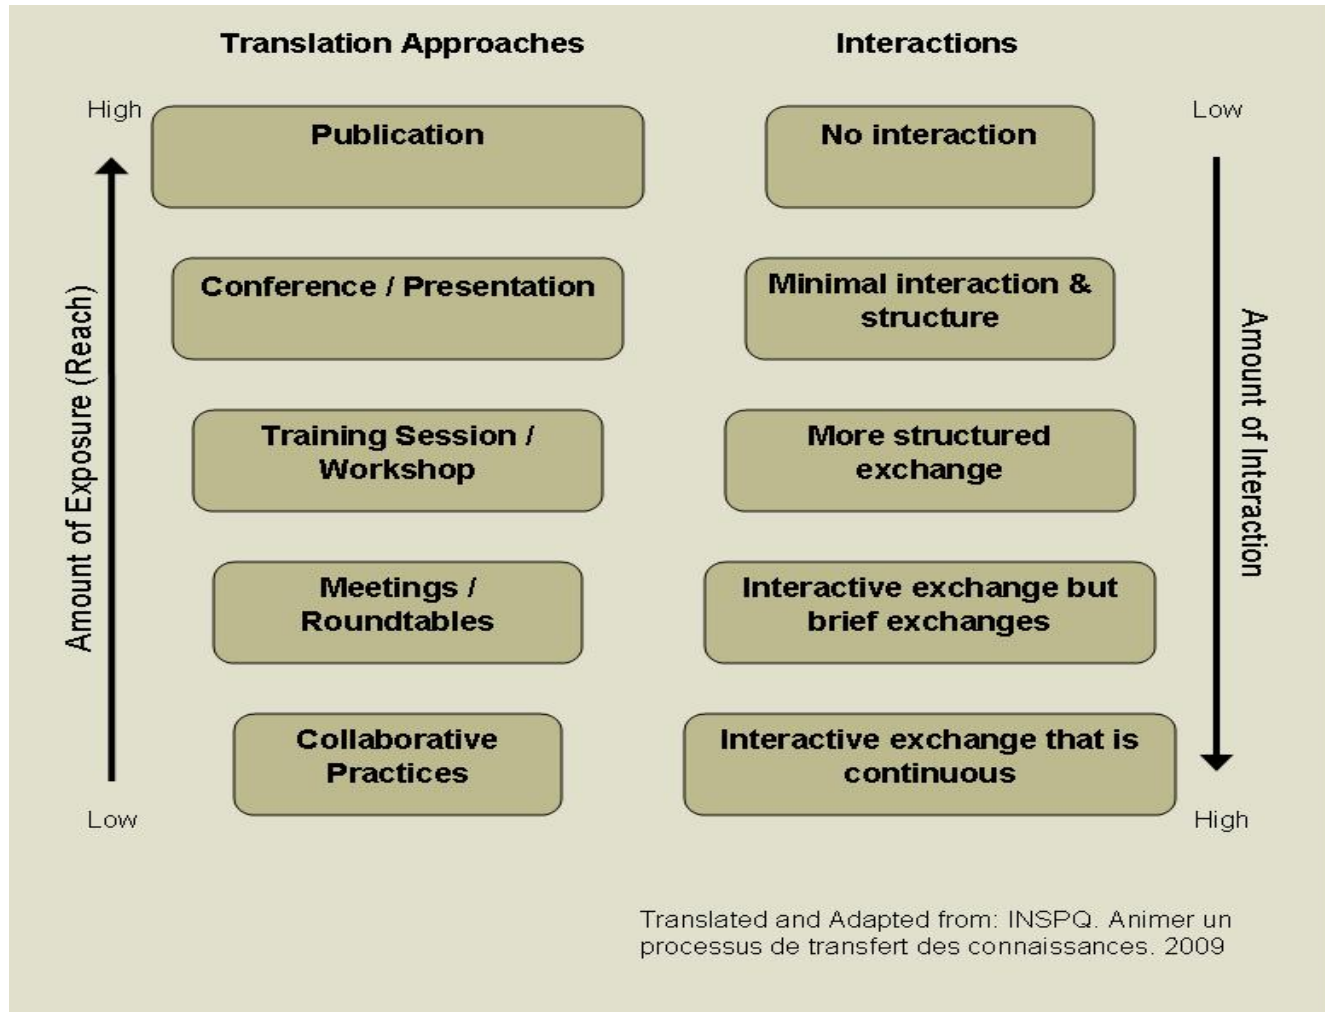 Translation Approaches
Interactions
High
Low
Publication
No interaction
Conference / Presentation
Minimal interaction &
structure
Training Session /
Workshop
More structured
exchange
Meetings /
Roundtables
Interactive exchange but
brief exchanges
Collaborative
Practices
Interactive exchange that is
continuous
Amount of Exposure (Reach)
Amount of Interaction
Low
High
Translated and Adapted from: INSPQ. Animer un
processus de transfert des connaissances. 2009